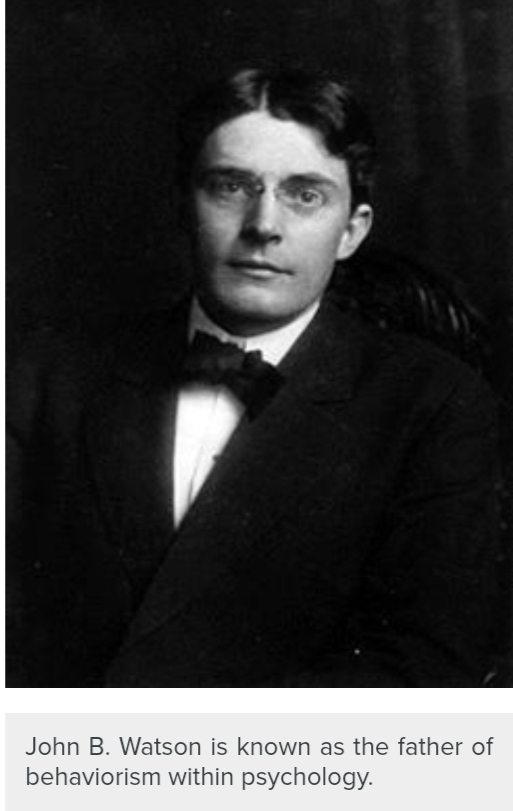 John B. Watson is known as the father of
behaviorism within psychology.